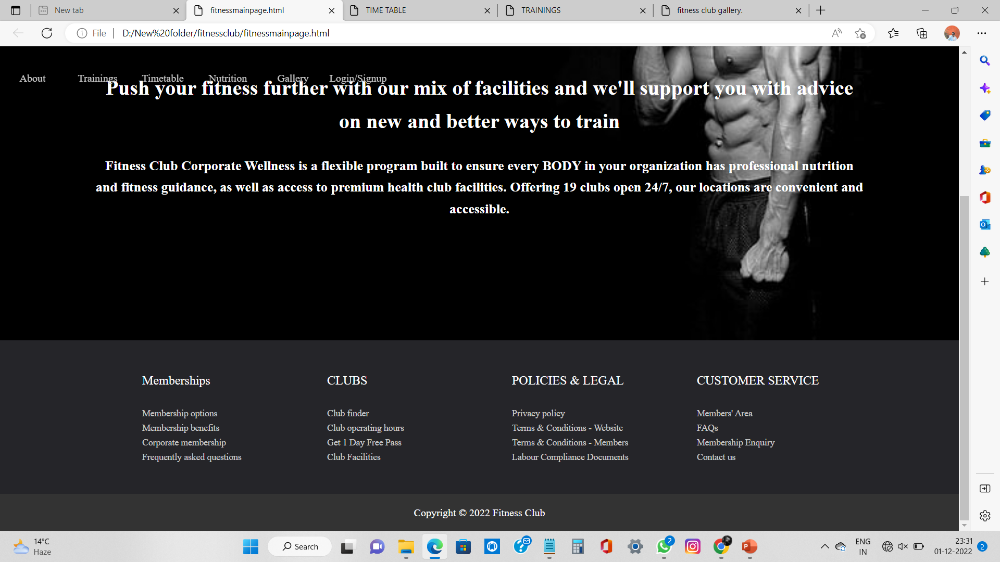 New tab
fitnessmainpage.html
TIME TABLE
TRAININGS
fitness club gallery.
File
D:/New%20folder/fitnessclub/fitnessmainpage.html
About Trainings Timetable Nutrition Gallery Login/Signup
Push your fitness further with our mix of facilities and we'll support you with advice
on new and better ways to train
Fitness Club Corporate Wellness is a flexible program built to ensure every BODY in your organization has professional nutrition
and fitness guidance, as well as access to premium health club facilities. Offering 19 clubs open 24/7, our locations are convenient and
accessible.
Memberships
Membership options
Membership benefits
Corporate membership
Frequently asked questions
CLUBS
Club finder
Club operating hours
Get 1 Day Free Pass
Club Facilities
POLICIES & LEGAL
Privacy policy
Terms & Conditions - Website
Terms & Conditions - Members
Labour Compliance Documents
CUSTOMER SERVICE
Members' Area
FAQs
Membership Enquiry
Contact us
Copyright © 2022 Fitness Club
14°C
Haze
Search
2
ENG
IN
23:31
01-12-2022
2